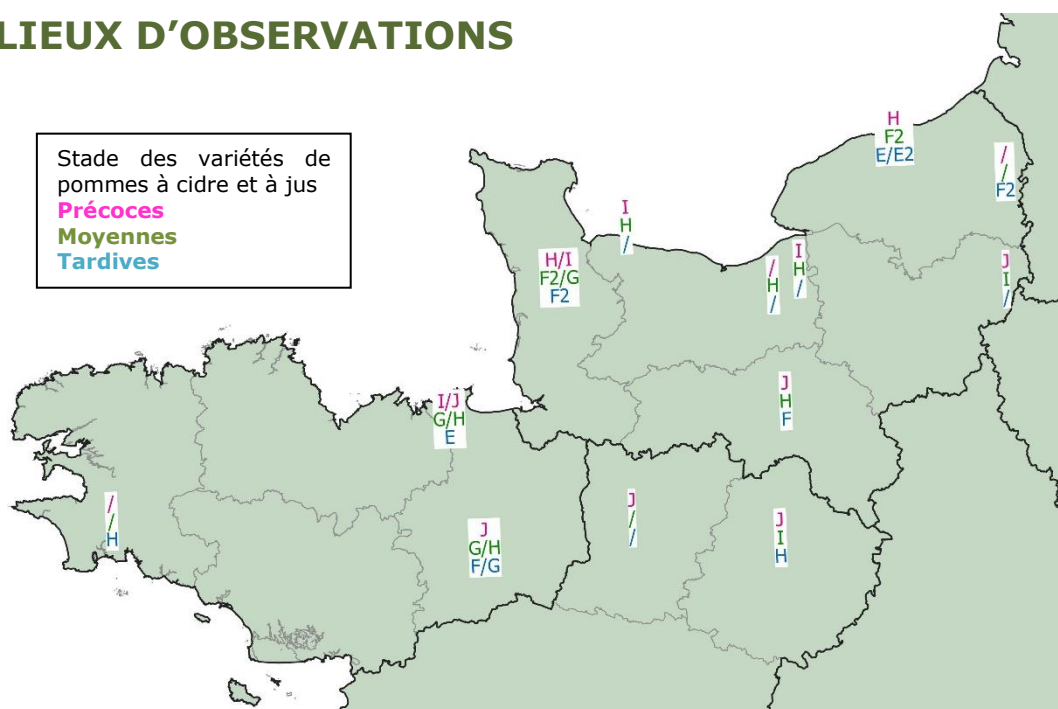 LIEUX D'OBSERVATIONS
Stade des variétés de
pommes à cidre et à jus
Précoces
Moyennes
Tardives
H
F2
E/E2
/
/
F2
I
H
/
H/I
F2/G
F2
/
H
/
I
H
/
J
I
/
J
H
F
I/J
G/H
E
/
/
H
J
G/H
F/G
J
/
/
J
I
H